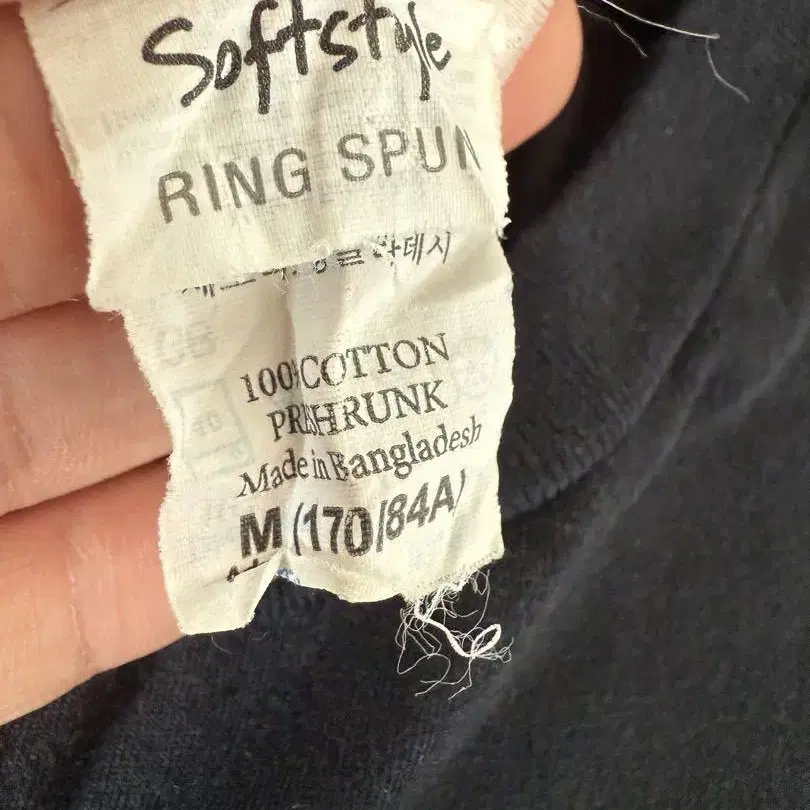 Softstyle
RING SPUN
100%COTTON
PRESHRUNK
Made in Bangladesh
M (170/84A)